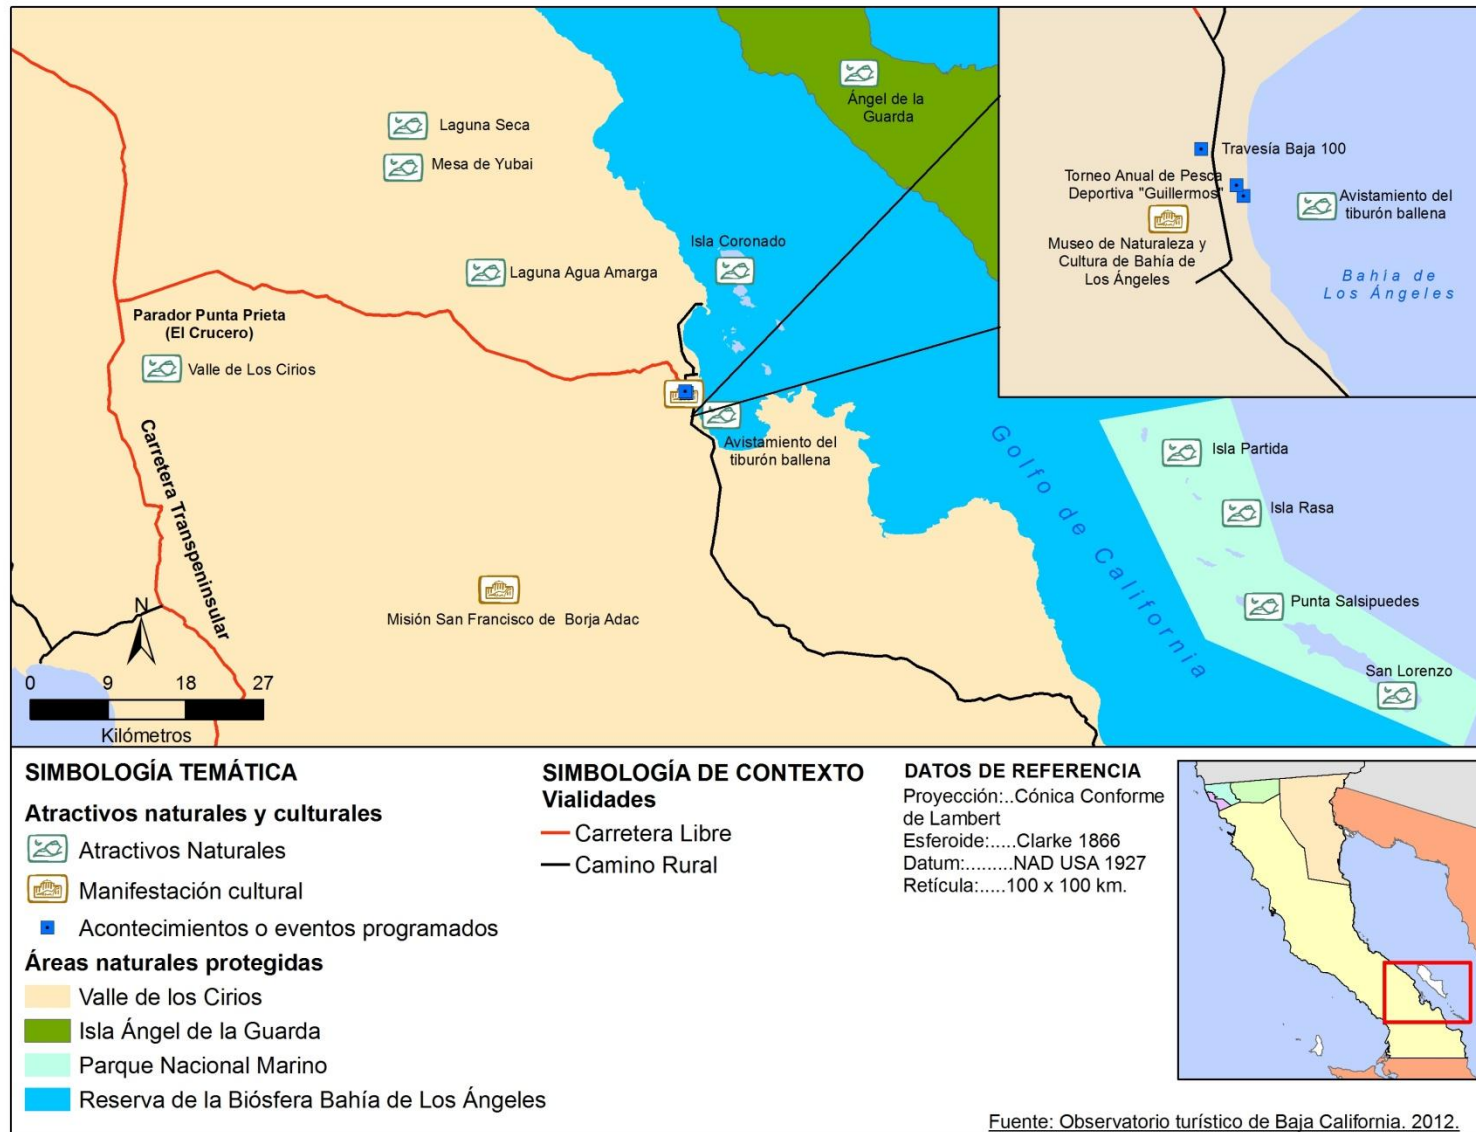 Laguna Seca
Mesa de Yubai
Laguna Agua Amarga
Isla Coronado
Ángel de la
Guarda
Parador Punta Prieta
(El Crucero)
Valle de Los Cirios
Carretera Transpeninsular
Avistamiento del
tiburón ballena
Misión San Francisco de Borja Adac
Golfo de California
Travesía Baja 100
Torneo Anual de Pesca
Deportiva "Guillermos"
Museo de Naturaleza y
Cultura de Bahía de
Los Ángeles
Avistamiento del
tiburón ballena
Bahía de
Los Ángeles
Isla Partida
Isla Rasa
Punta Salsipuedes
San Lorenzo
N
0 9 18 27
Kilómetros
SIMBOLOGÍA TEMÁTICA
Atractivos naturales y culturales
Atractivos Naturales
Manifestación cultural
Acontecimientos o eventos programados
Áreas naturales protegidas
Valle de los Cirios
Isla Ángel de la Guarda
Parque Nacional Marino
Reserva de la Biósfera Bahía de Los Ángeles
SIMBOLOGÍA DE CONTEXTO
Vialidades
Carretera Libre
Camino Rural
DATOS DE REFERENCIA
Proyección:..Cónica Conforme
de Lambert
Esferoide:.....Clarke 1866
Datum:.........NAD USA 1927
Retícula:.....100 x 100 km.
Fuente: Observatorio turístico de Baja California. 2012.